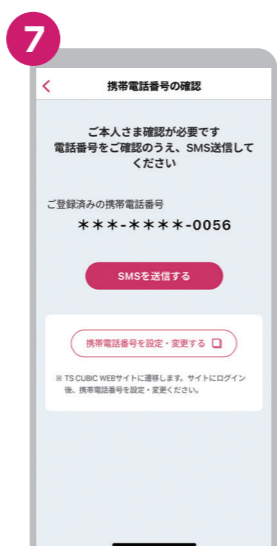 7
携帯電話番号の確認
ご本人さま確認が必要です
電話番号をご確認のうえ、SMS送信して
ください
ご登録済みの携帯電話番号
***-****-0056
SMSを送信する
携帯電話番号を設定・変更する
※ TS CUBIC WEBサイトに遷移します。サイトにログイン
後、携帯電話番号を設定・変更ください。